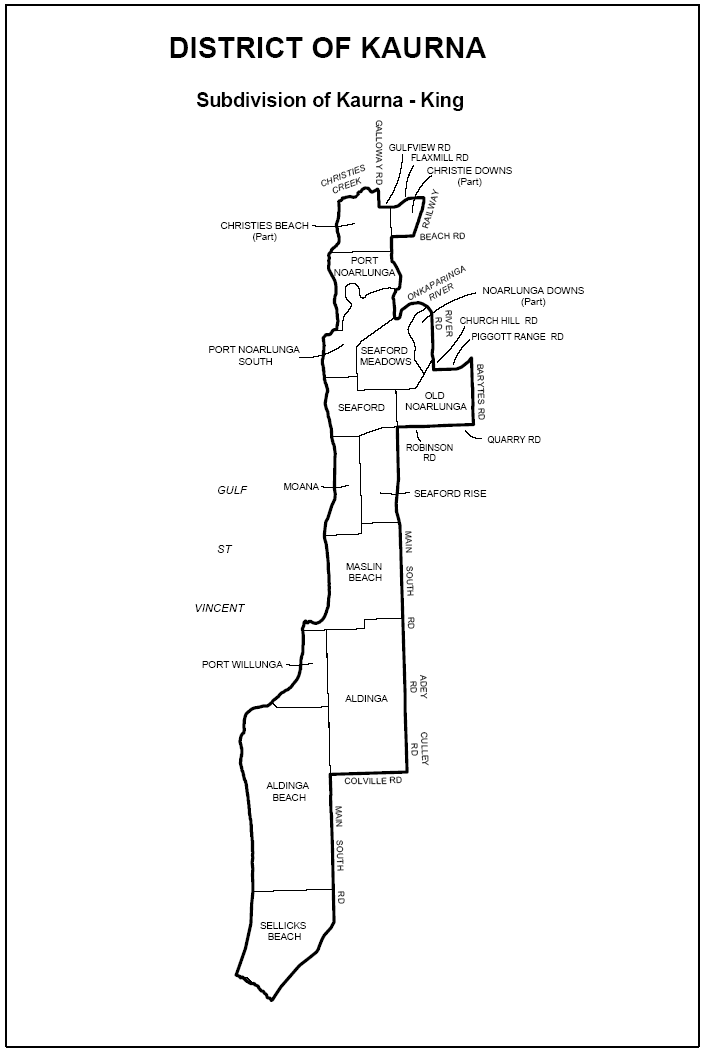 DISTRICT OF KAURNA
Subdivision of Kaurna - King
GALLOWAY RD
GULFVIEW RD
FLAXMILL RD
CHRISTIE DOWNS
(Part)
CHRISTIES
CREEK
RAILWAY
CHRISTIES BEACH
(Part)
BEACH RD
PORT
NOARLUNGA
ONKAPARINGA
RIVER
NOARLUNGA DOWNS
(Part)
RIVER
RD
CHURCH HILL RD
PIGGOTT RANGE RD
PORT NOARLUNGA
SOUTH
SEAFORD
MEADOWS
BARYTES RD
OLD
NOARLUNGA
SEAFORD
QUARRY RD
ROBINSON
RD
GULF
MOANA
SEAFORD RISE
ST
MASLIN
BEACH
MAIN SOUTH RD
VINCENT
PORT WILLUNGA
ALDINGA
ADEY
RD
CULLEY
RD
COLVILLE RD
ALDINGA
BEACH
MAIN SOUTH RD
SELLICKS
BEACH